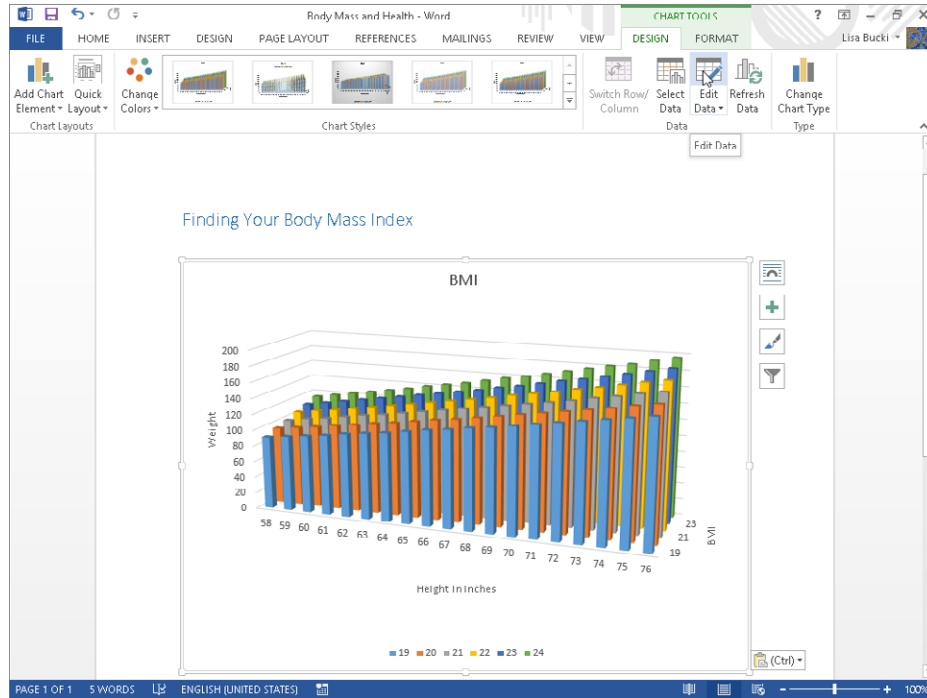 Body Mass and Health - Word
CHART TOOLS
?
FILE HOME INSERT DESIGN PAGE LAYOUT REFERENCES MAILINGS REVIEW VIEW DESIGN FORMAT Lisa Bucki
Add Chart Element
Quick Layout
Change Colors
Switch Row/ Column
Select Data
Edit Data
Refresh Data
Change Chart Type
Chart Layouts
Chart Styles
Data
Type
Edit Data
Finding Your Body Mass Index
BMI
200
180
160
140
120
100
80
60
40
20
0
Weight
58 59 60 61 62 63 64 65 66 67 68 69 70 71 72 73 74 75 76
23
21
19
BMI
Height In Inches
19 20 21 22 23 24
(Ctrl)
PAGE 1 OF 1 5 WORDS ENGLISH (UNITED STATES) 100%